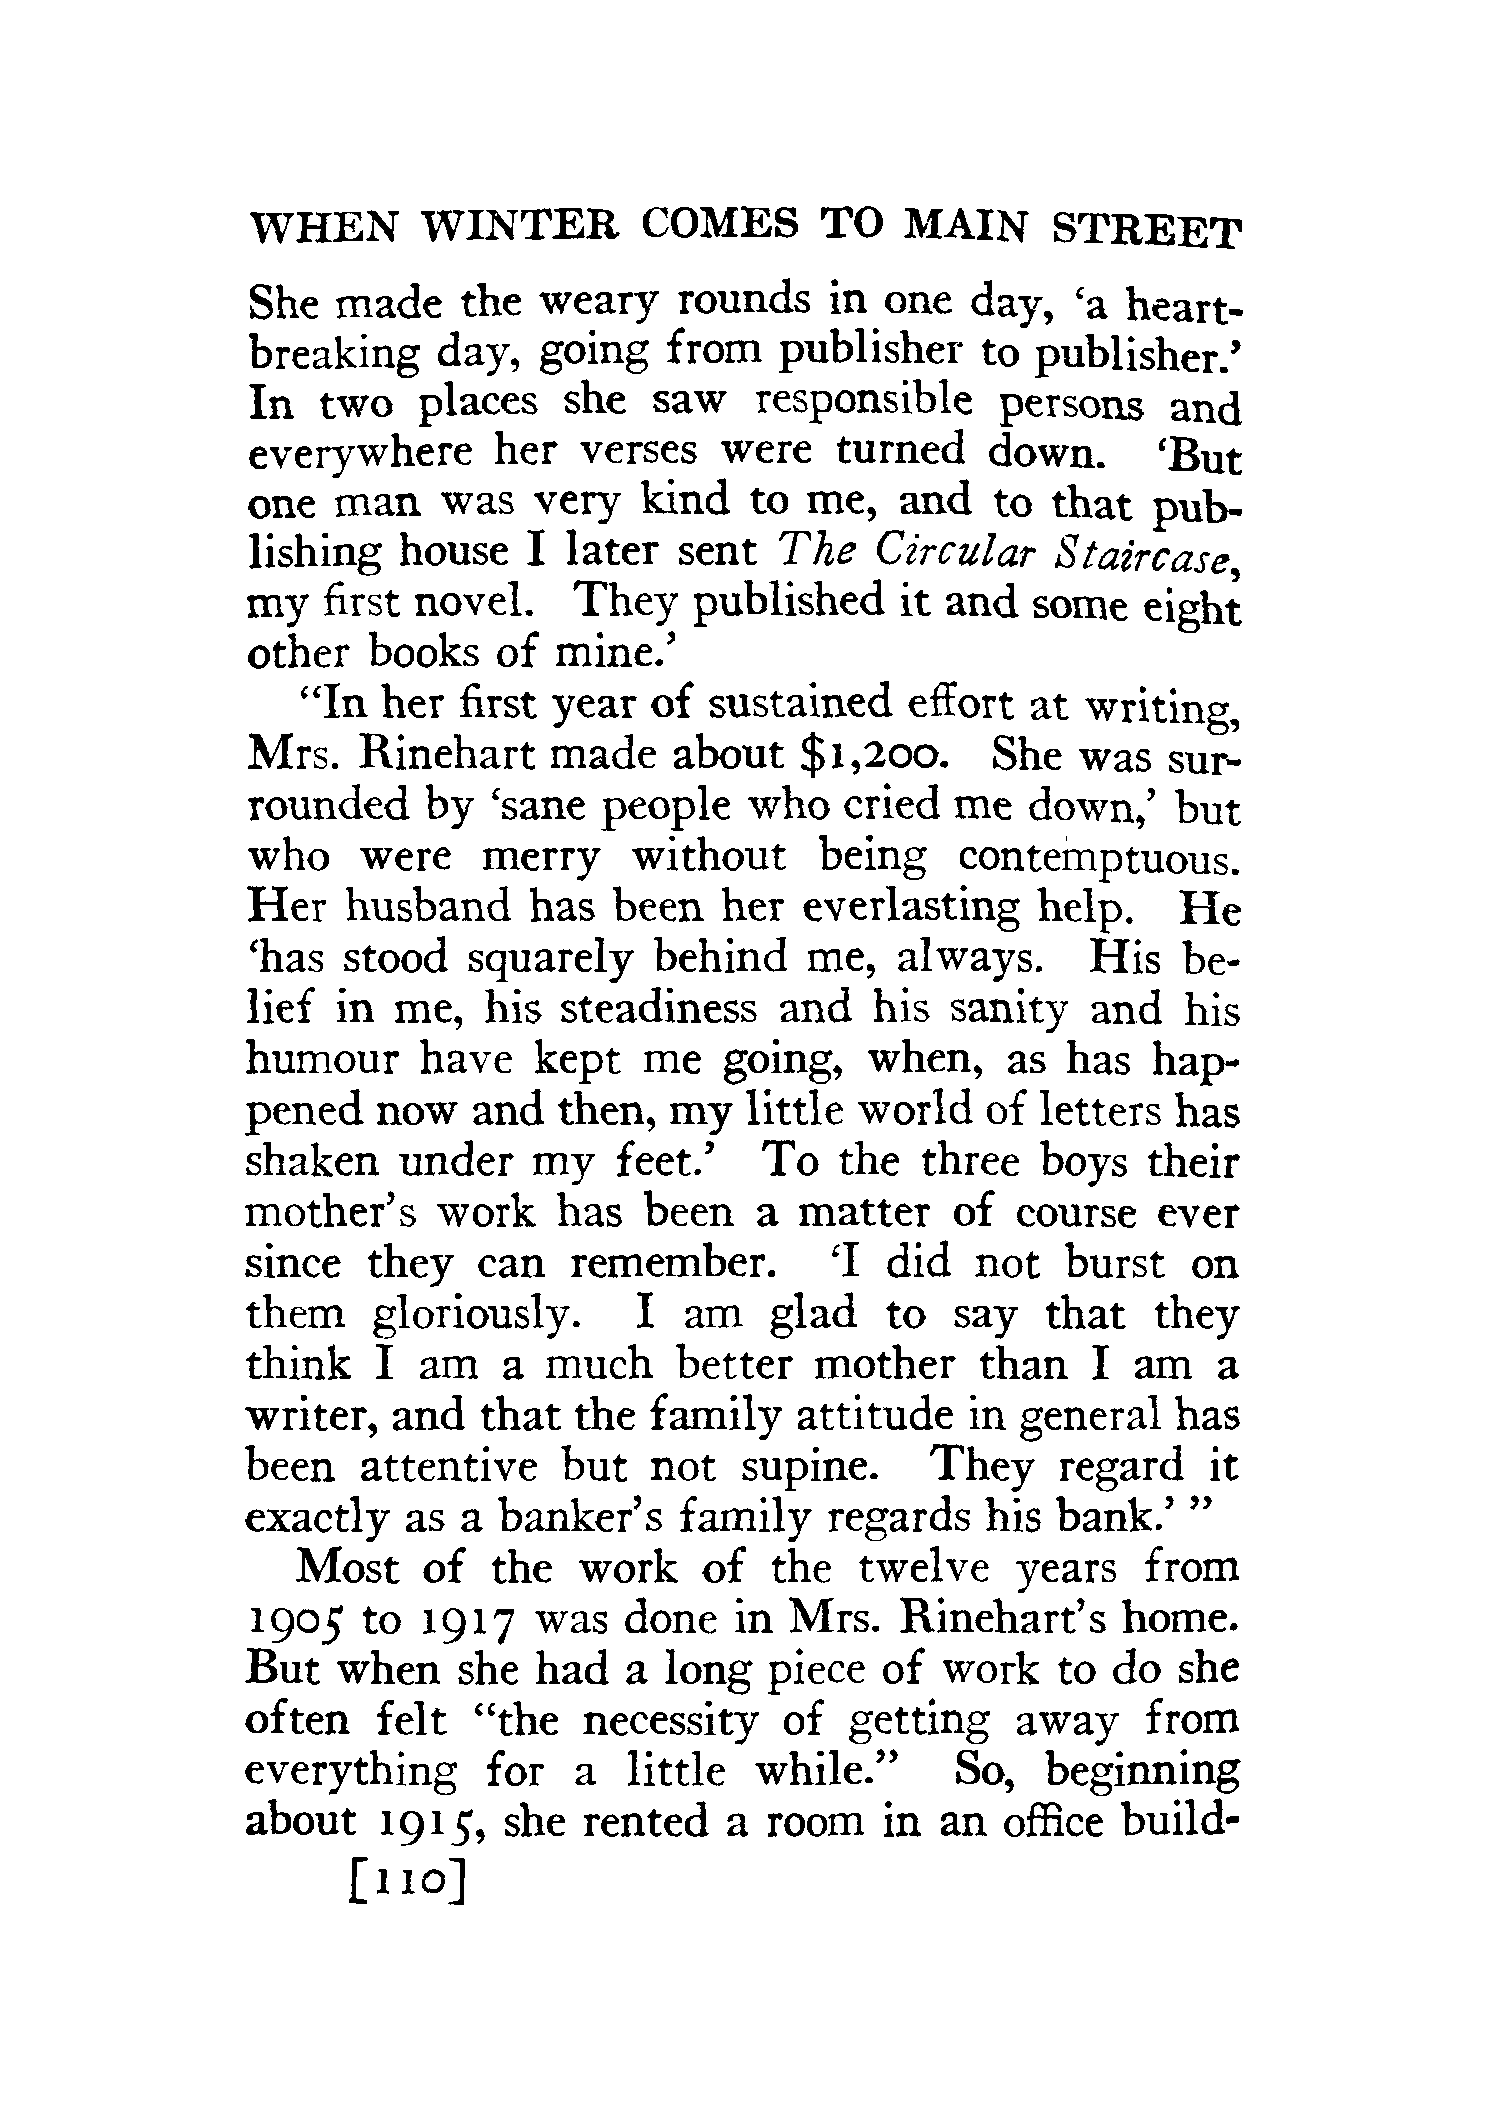 WHEN WINTER COMES TO MAIN STREET
She made the weary rounds in one day, ‘a heart-
breaking day, going from publisher to publisher.’
In two places she saw responsible persons and
everywhere her verses were turned down. ‘But
one man was very kind to me, and to that pub-
lishing house I later sent The Circular Staircase,
my first novel. They published it and some eight
other books of mine.’
“In her first year of sustained effort at writing,
Mrs. Rinehart made about $1,200. She was sur-
rounded by ‘sane people who cried me down,’ but
who were merry without being contemptuous.
Her husband has been her everlasting help. He
‘has stood squarely behind me, always. His be-
lief in me, his steadiness and his sanity and his
humour have kept me going, when, as has hap-
pened now and then, my little world of letters has
shaken under my feet.’ To the three boys their
mother’s work has been a matter of course ever
since they can remember. ‘I did not burst on
them gloriously. I am glad to say that they
think I am a much better mother than I am a
writer, and that the family attitude in general has
been attentive but not supine. They regard it
exactly as a banker’s family regards his bank.’ ”
Most of the work of the twelve years from
1905 to 1917 was done in Mrs. Rinehart’s home.
But when she had a long piece of work to do she
often felt “the necessity of getting away from
everything for a little while.” So, beginning
about 1915, she rented a room in an office build-
[110]